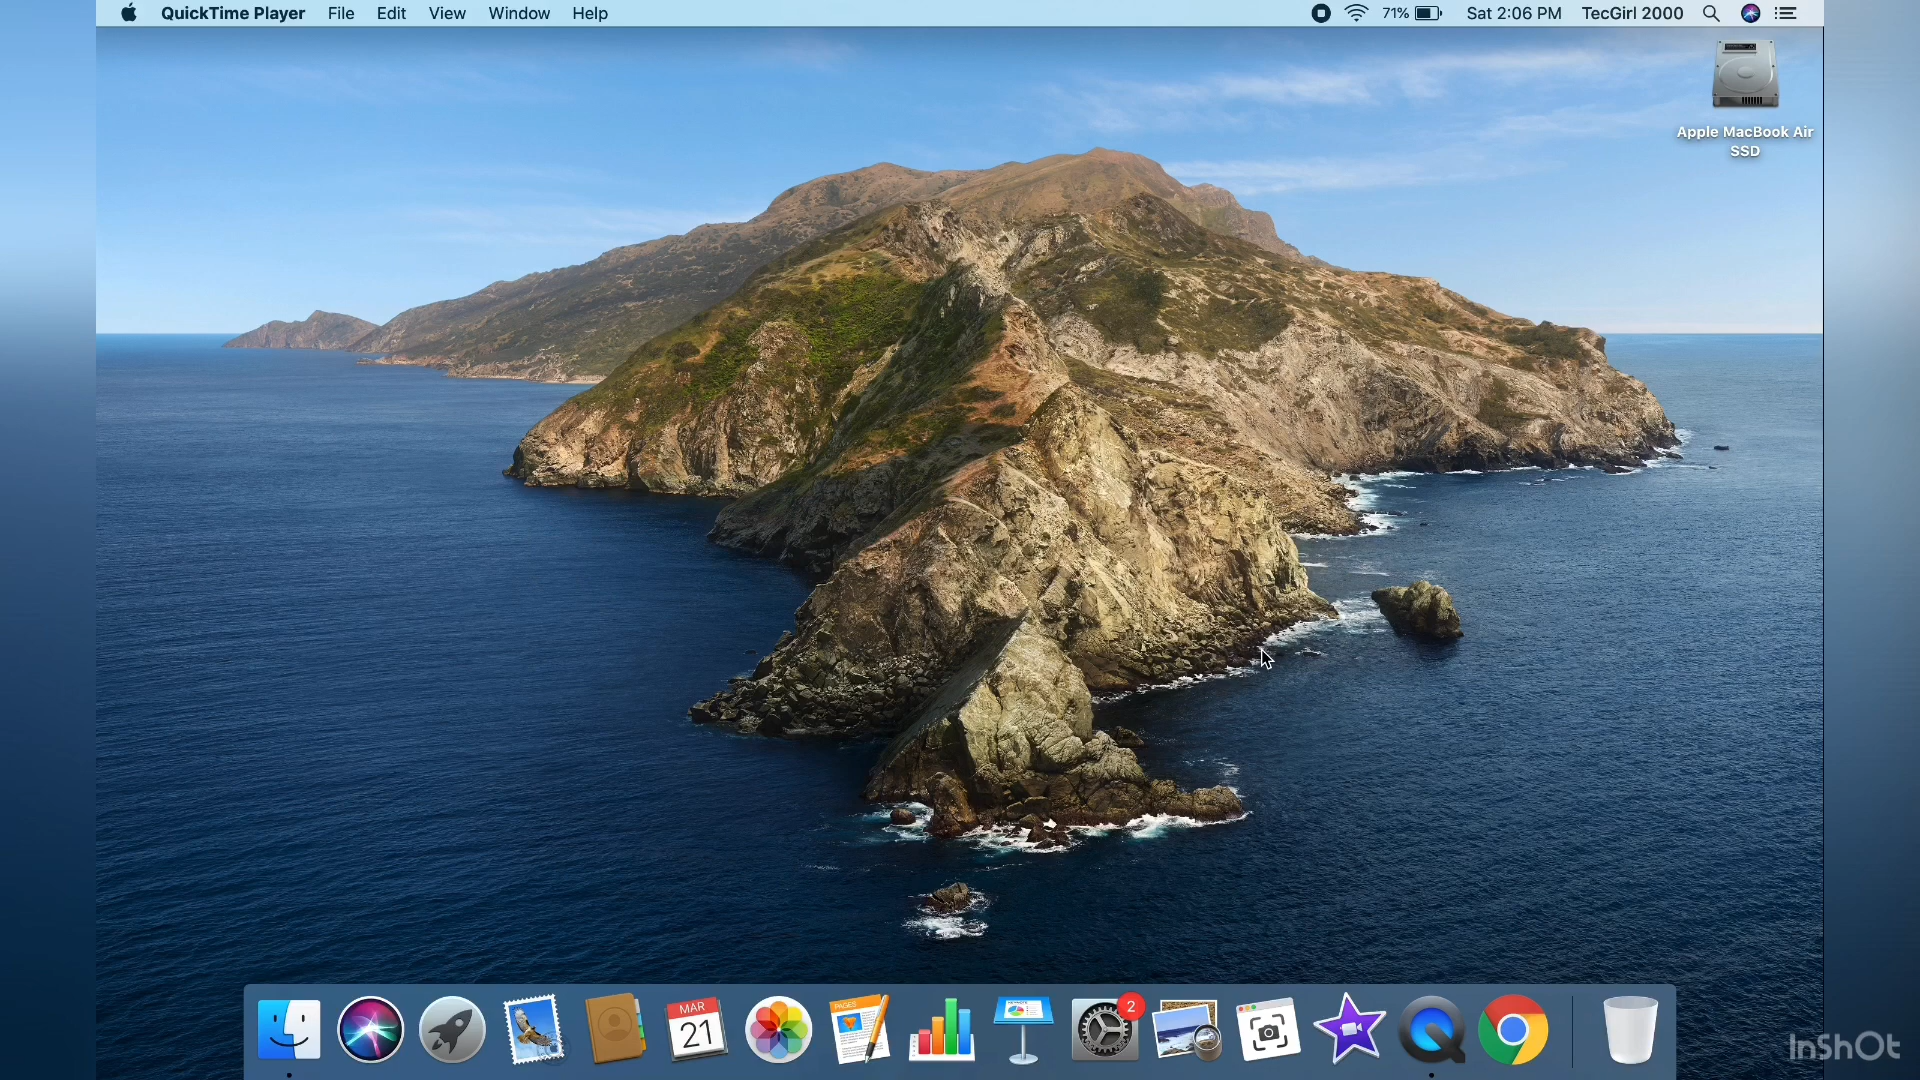 QuickTime Player File Edit View Window Help 71% Sat 2:06 PM TecGirl 2000
Apple MacBook Air
SSD
MAR
21
PAGES
2
InShOt